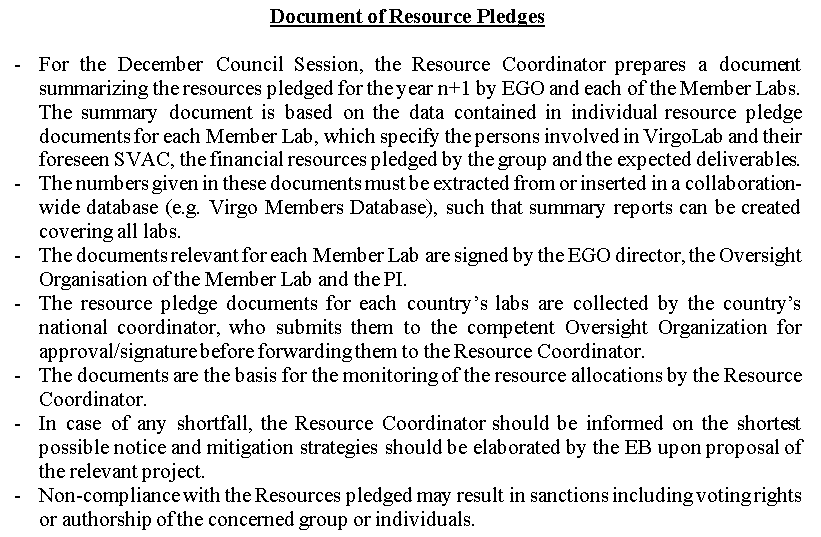 Document of Resource Pledges
- For the December Council Session, the Resource Coordinator prepares a document
summarizing the resources pledged for the year n+1 by EGO and each of the Member Labs.
The summary document is based on the data contained in individual resource pledge
documents for each Member Lab, which specify the persons involved in VirgoLab and their
foreseen SVAC, the financial resources pledged by the group and the expected deliverables.
- The numbers given in these documents must be extracted from or inserted in a collaboration-
wide database (e.g. Virgo Members Database), such that summary reports can be created
covering all labs.
- The documents relevant for each Member Lab are signed by the EGO director, the Oversight
Organisation of the Member Lab and the PI.
- The resource pledge documents for each country’s labs are collected by the country’s
national coordinator, who submits them to the competent Oversight Organization for
approval/signature before forwarding them to the Resource Coordinator.
- The documents are the basis for the monitoring of the resource allocations by the Resource
Coordinator.
- In case of any shortfall, the Resource Coordinator should be informed on the shortest
possible notice and mitigation strategies should be elaborated by the EB upon proposal of
the relevant project.
- Non-compliance with the Resources pledged may result in sanctions including voting rights
or authorship of the concerned group or individuals.